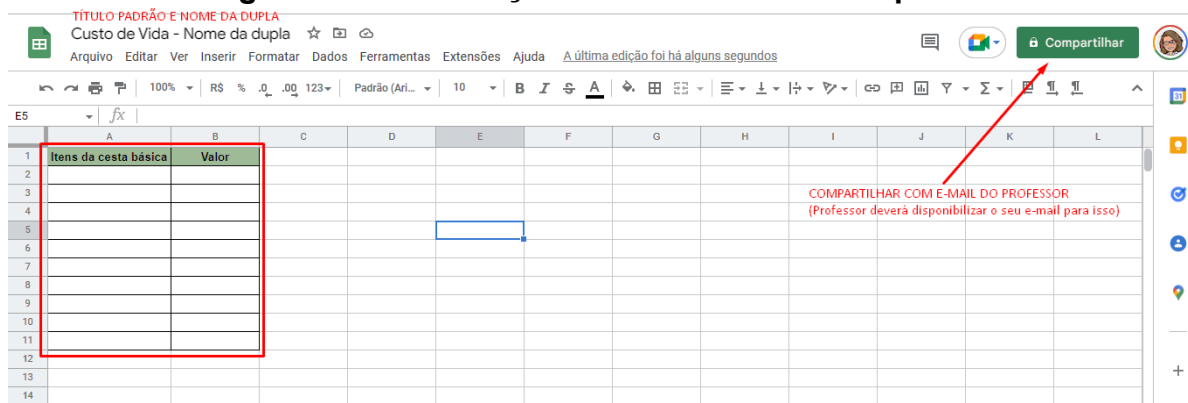 TÍTULO PADRÃO E NOME DA DUPLA
Custo de Vida - Nome da dupla
Compartilhar
Arquivo Editar Ver Inserir Formatar Dados Ferramentas Extensões Ajuda A última edição foi há alguns segundos
100% R$ % .0 .00 123 Padrão (Ari... 10 B I S A
31
E5 fx
A B C D E F G H I J K L
1 Itens da cesta básica Valor
2
3 COMPARTILHAR COM E-MAIL DO PROFESSOR
4 (Professor deverá disponibilizar o seu e-mail para isso)
5
6
7
8
9
10
11
12
13
14